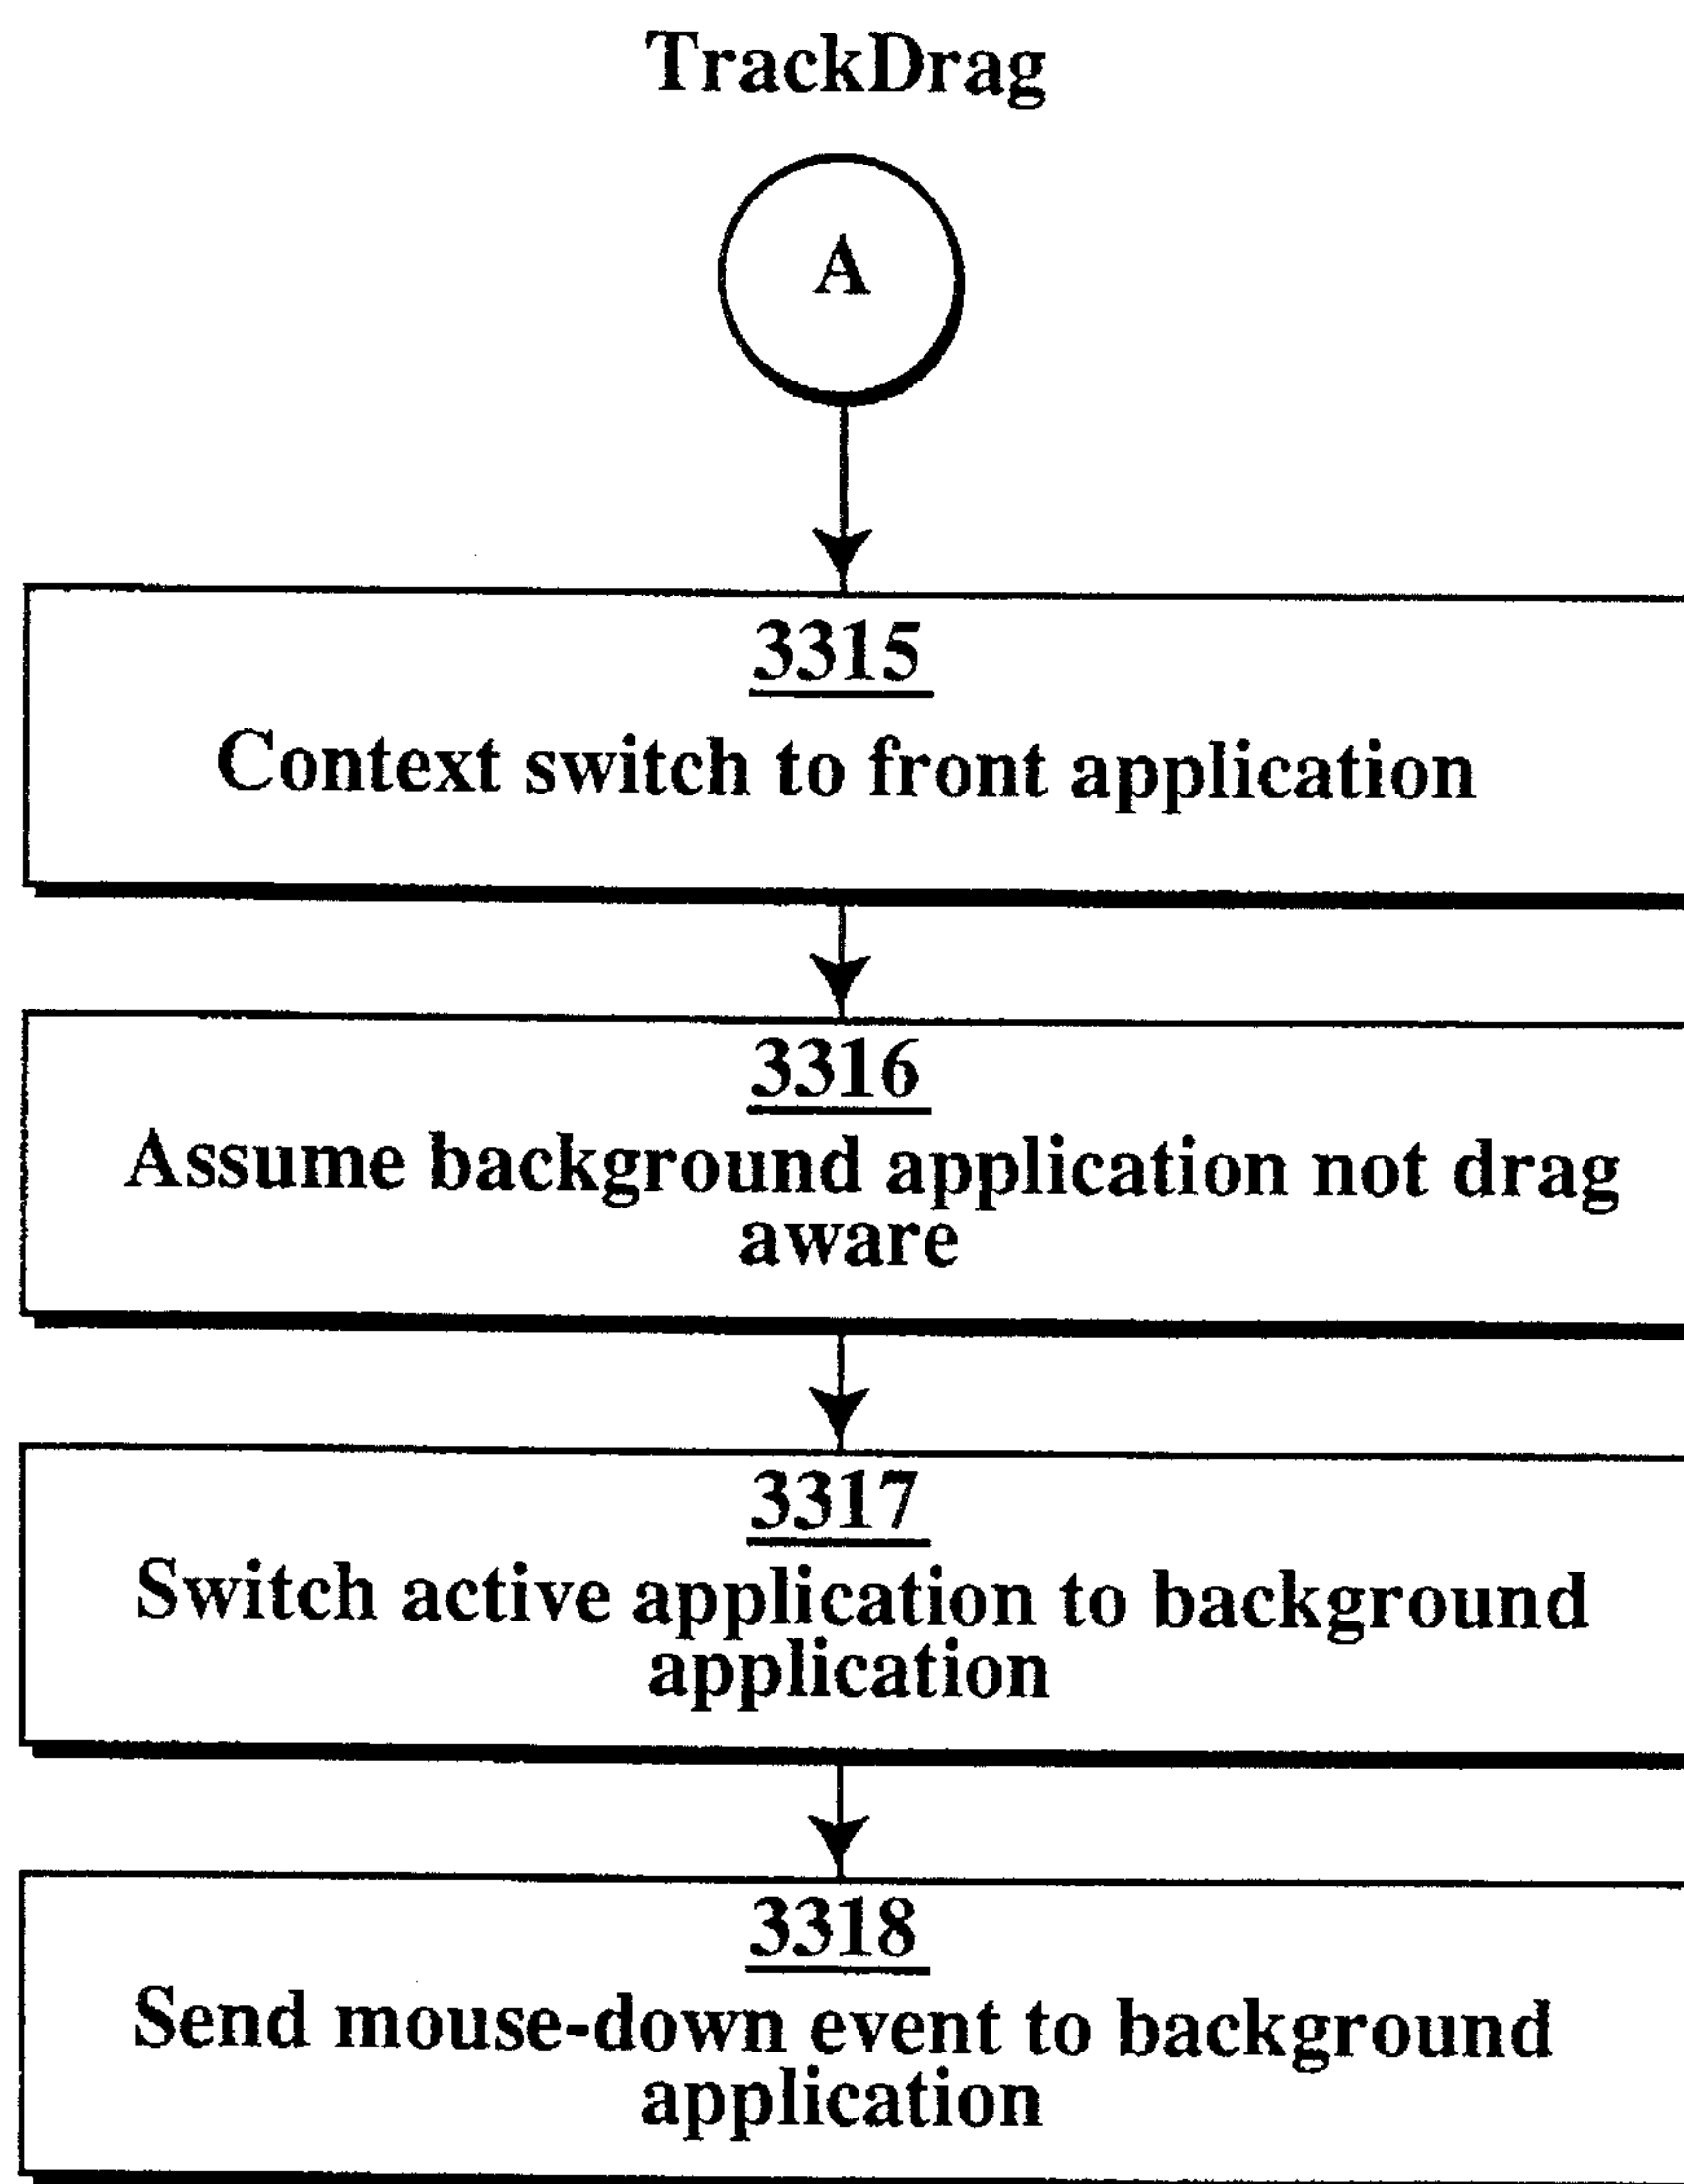 TrackDrag
A
3315
Context switch to front application
3316
Assume background application not drag
aware
3317
Switch active application to background
application
3318
Send mouse-down event to background
application